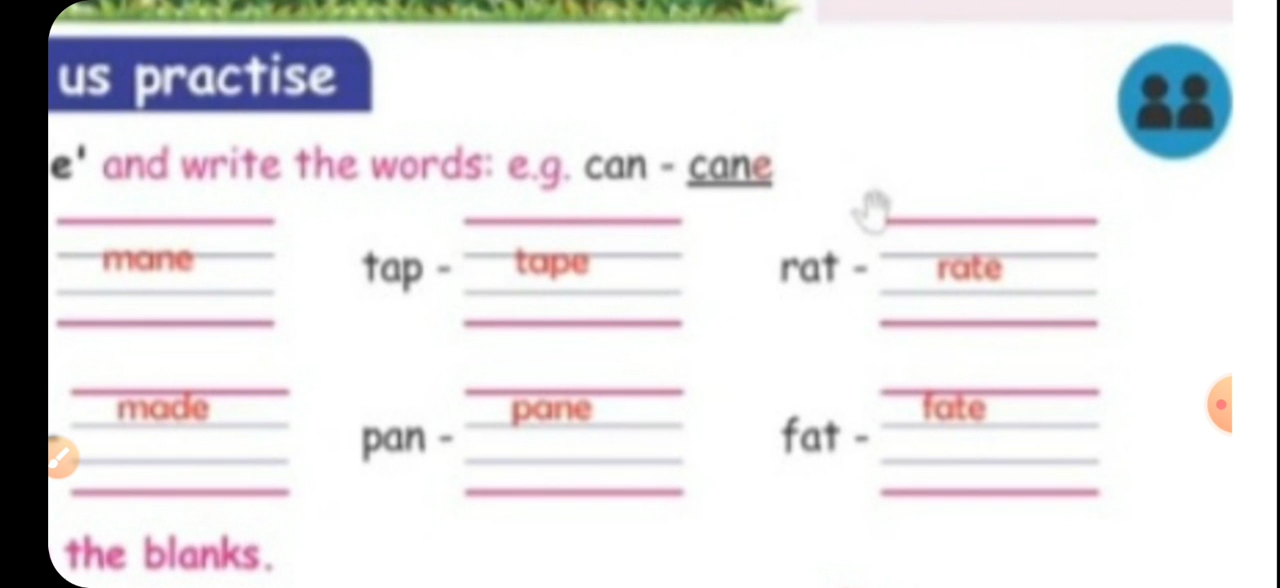 us practise
e' and write the words: e.g. can - cane
mane tap - tape rat - rate
made pan - pane fat - fate
the blanks.